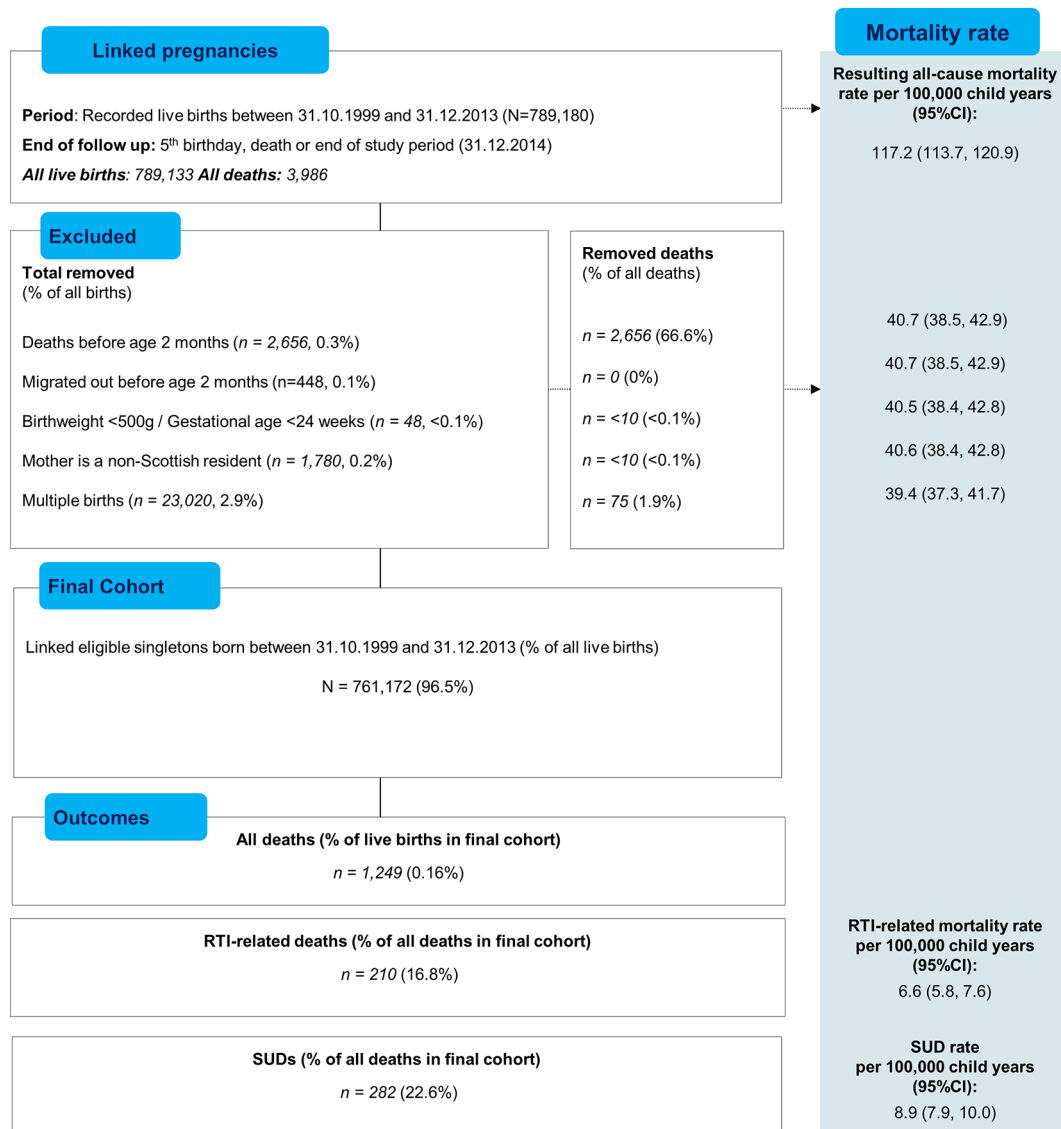 Linked pregnancies
Period: Recorded live births between 31.10.1999 and 31.12.2013 (N=789,180)
End of follow up: 5th birthday, death or end of study period (31.12.2014)
All live births: 789,133 All deaths: 3,986
Mortality rate
Resulting all-cause mortality
rate per 100,000 child years
(95%CI):
117.2 (113.7, 120.9)
Excluded
Total removed
(% of all births)
Deaths before age 2 months (n = 2,656, 0.3%)
Migrated out before age 2 months (n=448, 0.1%)
Birthweight <500g / Gestational age <24 weeks (n = 48, <0.1%)
Mother is a non-Scottish resident (n = 1,780, 0.2%)
Multiple births (n = 23,020, 2.9%)
Removed deaths
(% of all deaths)
n = 2,656 (66.6%)
n = 0 (0%)
n = <10 (<0.1%)
n = <10 (<0.1%)
n = 75 (1.9%)
40.7 (38.5, 42.9)
40.7 (38.5, 42.9)
40.5 (38.4, 42.8)
40.6 (38.4, 42.8)
39.4 (37.3, 41.7)
Final Cohort
Linked eligible singletons born between 31.10.1999 and 31.12.2013 (% of all live births)
N = 761,172 (96.5%)
Outcomes
All deaths (% of live births in final cohort)
n = 1,249 (0.16%)
RTI-related deaths (% of all deaths in final cohort)
n = 210 (16.8%)
RTI-related mortality rate
per 100,000 child years
(95%CI):
6.6 (5.8, 7.6)
SUDs (% of all deaths in final cohort)
n = 282 (22.6%)
SUD rate
per 100,000 child years
(95%CI):
8.9 (7.9, 10.0)